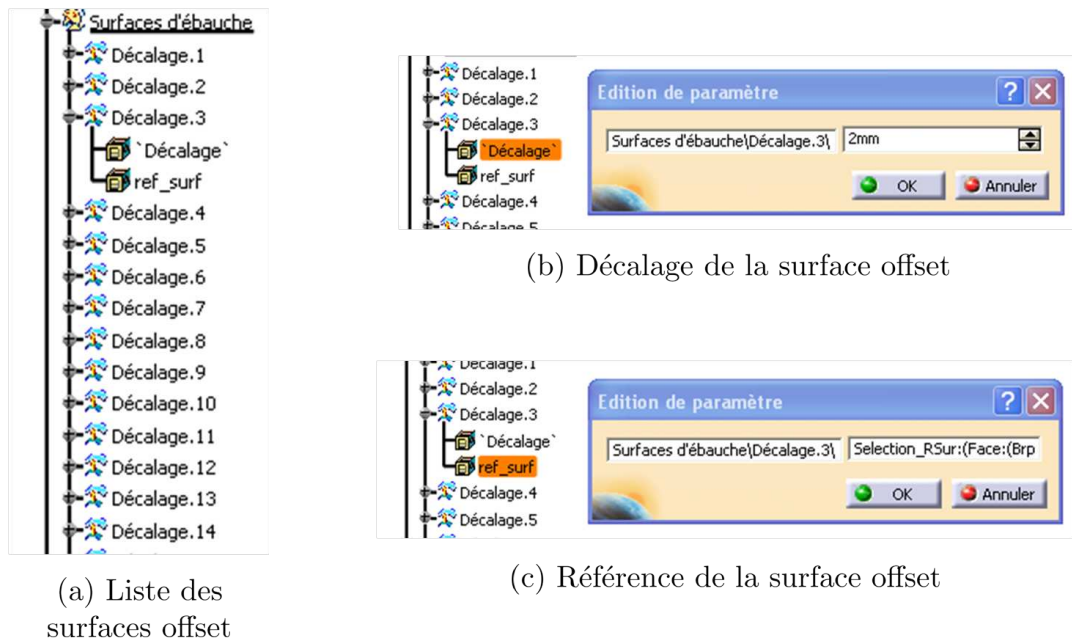 Surfaces d'ébauche
Décalage.1
Décalage.2
Décalage.3
`Décalage`
ref_surf
Décalage.4
Décalage.5
Décalage.6
Décalage.7
Décalage.8
Décalage.9
Décalage.10
Décalage.11
Décalage.12
Décalage.13
Décalage.14
(a) Liste des
surfaces offset
Décalage.1
Décalage.2
Décalage.3
`Décalage`
ref_surf
Décalage.4
Décalage.5
Edition de paramètre
?
Surfaces d'ébauche\Décalage.3\ 2mm
OK Annuler
(b) Décalage de la surface offset
Décalage.1
Décalage.2
Décalage.3
`Décalage`
ref_surf
Décalage.4
Décalage.5
Edition de paramètre
?
Surfaces d'ébauche\Décalage.3\ Selection_RSur:(Face:(Brp
OK Annuler
(c) Référence de la surface offset